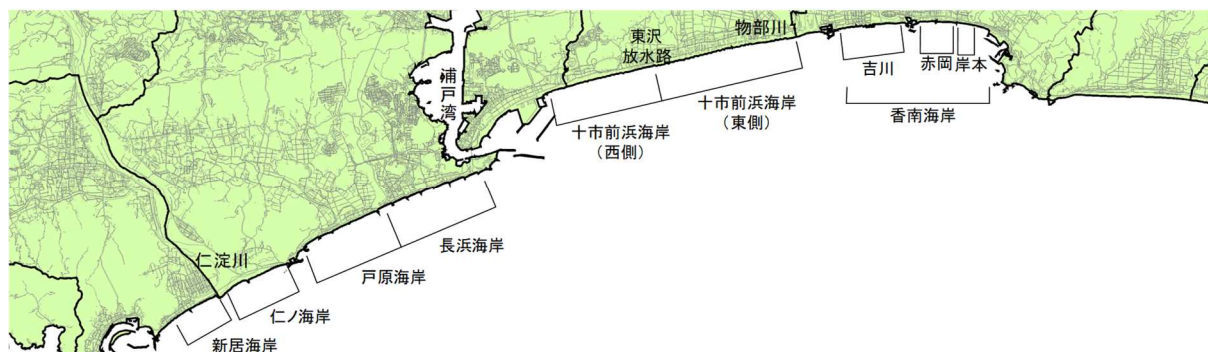 東沢
放水路
物部川
浦戸湾
吉川
赤岡
岸本
香南海岸
十市前浜海岸
（西側）
十市前浜海岸
（東側）
仁淀川
長浜海岸
戸原海岸
仁ノ海岸
新居海岸